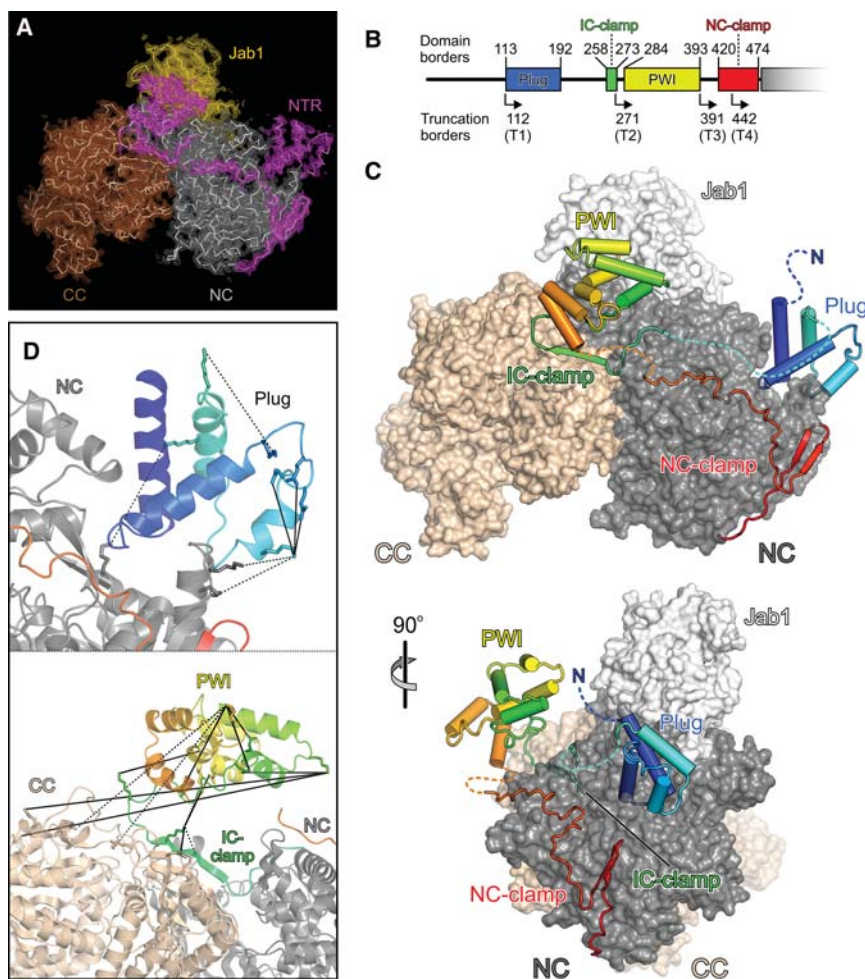 A
Jab1
NTR
CC
NC
B
IC-clamp
NC-clamp
Domain
borders
113
192
258
273
284
393
420
474
Plug
PWI
Truncation
borders
112
(T1)
271
(T2)
391
(T3)
442
(T4)
C
Jab1
PWI
N
Plug
IC-clamp
NC-clamp
CC
NC
D
NC
Plug
PWI
CC
NC
IC-
clamp
90°
Jab1
PWI
N
Plug
IC-clamp
NC-clamp
NC
CC